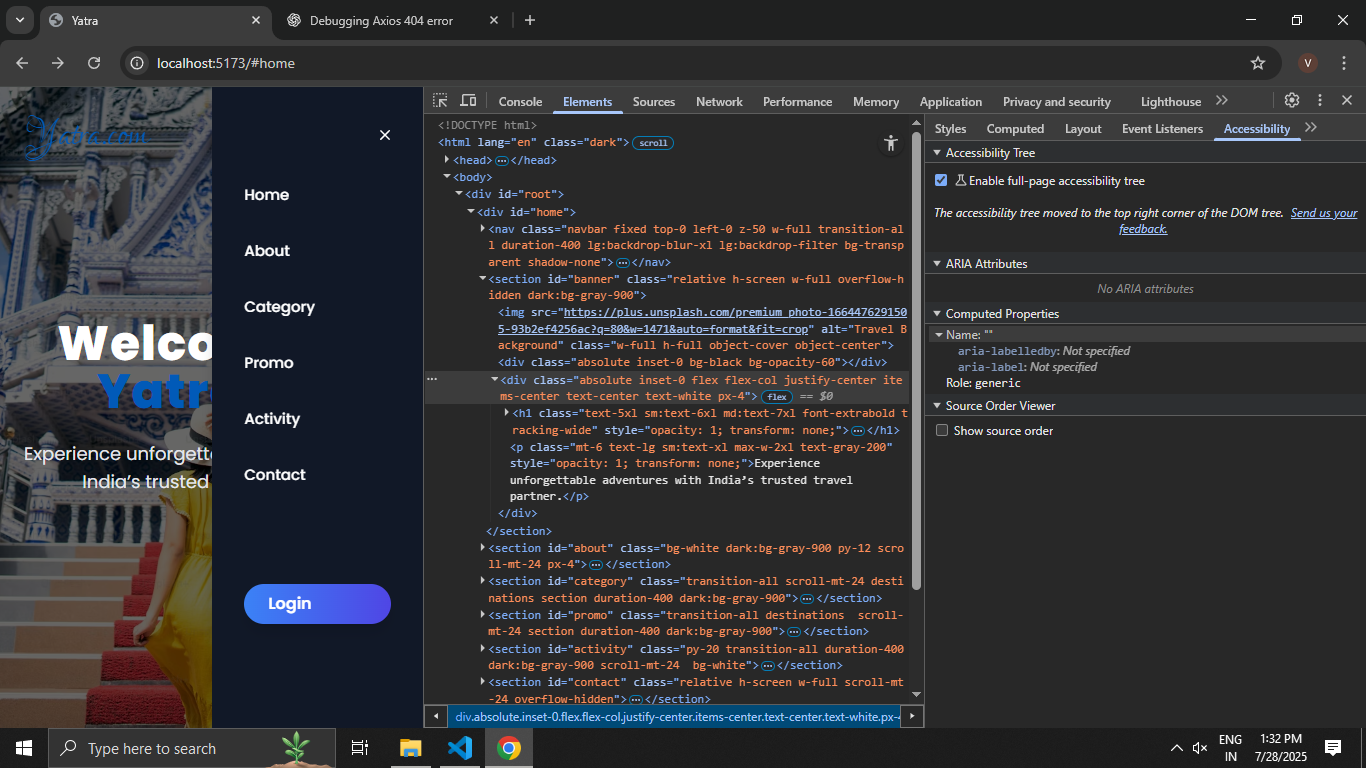 Yatra
Debugging Axios 404 error
localhost:5173/#home
V
Yatra.com
Home
About
Category
Promo
Activity
Contact
Login
Welco
Yatr
Experience unforgetta
India’s trusted
Console Elements Sources Network Performance Memory Application Privacy and security Lighthouse
<!DOCTYPE html>
<html lang="en" class="dark"> scroll
<head>…</head>
<body>
<div id="root">
<div id="home">
<nav class="navbar fixed top-0 left-0 z-50 w-full transition-al
l duration-400 lg:backdrop-blur-xl lg:backdrop-filter bg-transp
arent shadow-none">…</nav>
<section id="banner" class="relative h-screen w-full overflow-h
idden dark:bg-gray-900">
<img src="https://plus.unsplash.com/premium_photo-166447629150
5-93b2ef4256ac?q=80&w=1471&auto=format&fit=crop" alt="Travel B
ackground" class="w-full h-full object-cover object-center">
<div class="absolute inset-0 bg-black bg-opacity-60"></div>
<div class="absolute inset-0 flex flex-col justify-center ite
ms-center text-center text-white px-4"> flex == $0
<h1 class="text-5xl sm:text-6xl md:text-7xl font-extrabold t
racking-wide" style="opacity: 1; transform: none;">…</h1>
<p class="mt-6 text-lg sm:text-xl max-w-2xl text-gray-200"
style="opacity: 1; transform: none;">Experience
unforgettable adventures with India’s trusted travel
partner.</p>
</div>
</section>
<section id="about" class="bg-white dark:bg-gray-900 py-12 scro
ll-mt-24 px-4">…</section>
<section id="category" class="transition-all scroll-mt-24 desti
nations section duration-400 dark:bg-gray-900">…</section>
<section id="promo" class="transition-all destinations  scroll-
mt-24 section duration-400 dark:bg-gray-900">…</section>
<section id="activity" class="py-20 transition-all duration-400
dark:bg-gray-900 scroll-mt-24  bg-white">…</section>
<section id="contact" class="relative h-screen w-full scroll-mt
-24 overflow-hidden">…</section>
div.absolute.inset-0.flex.flex-col.justify-center.items-center.text-center.text-white.px-4
Styles Computed Layout Event Listeners Accessibility
Accessibility Tree
Enable full-page accessibility tree
The accessibility tree moved to the top right corner of the DOM tree. Send us your
feedback.
ARIA Attributes
No ARIA attributes
Computed Properties
Name: ""
aria-labelledby: Not specified
aria-label: Not specified
Role: generic
Source Order Viewer
Show source order
Type here to search
ENG
IN
1:32 PM
7/28/2025